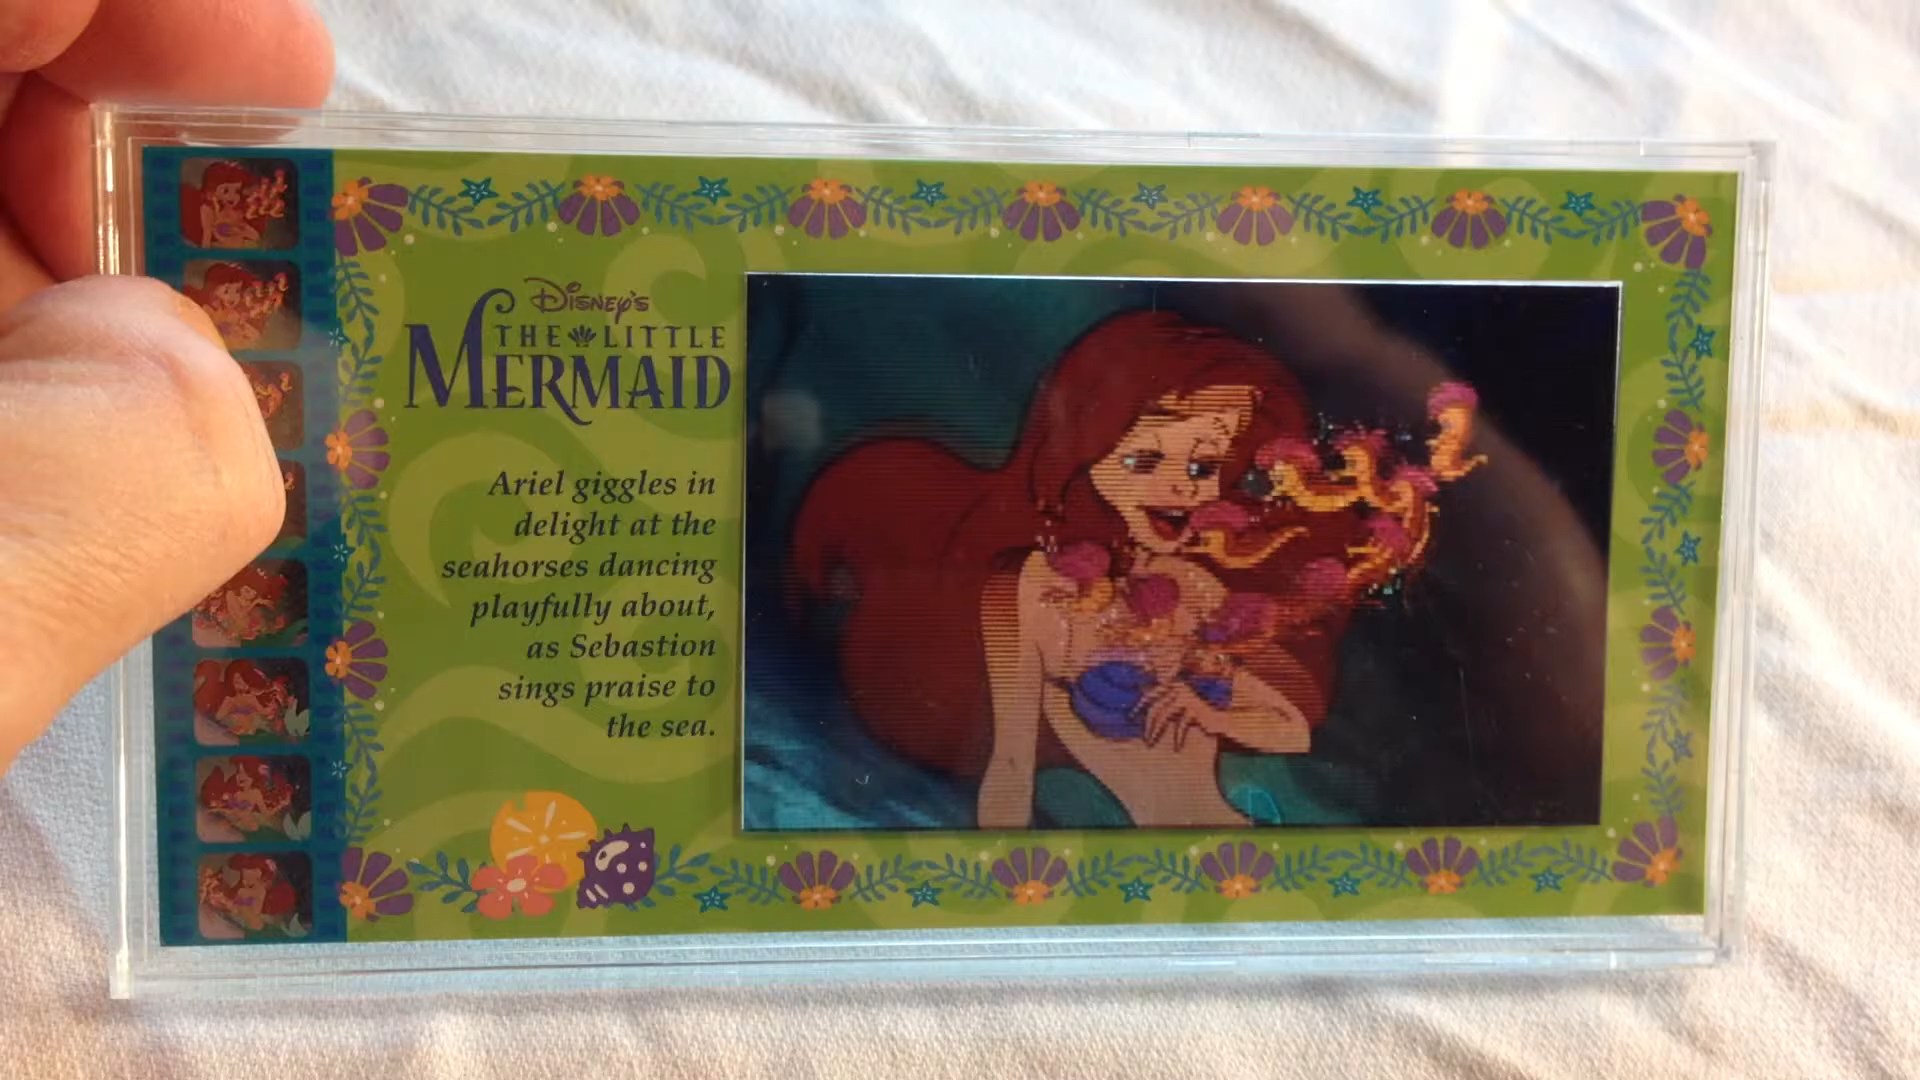 Disney's
THE LITTLE
MERMAID
Ariel giggles in
delight at the
seahorses dancing
playfully about,
as Sebastion
sings praise to
the sea.